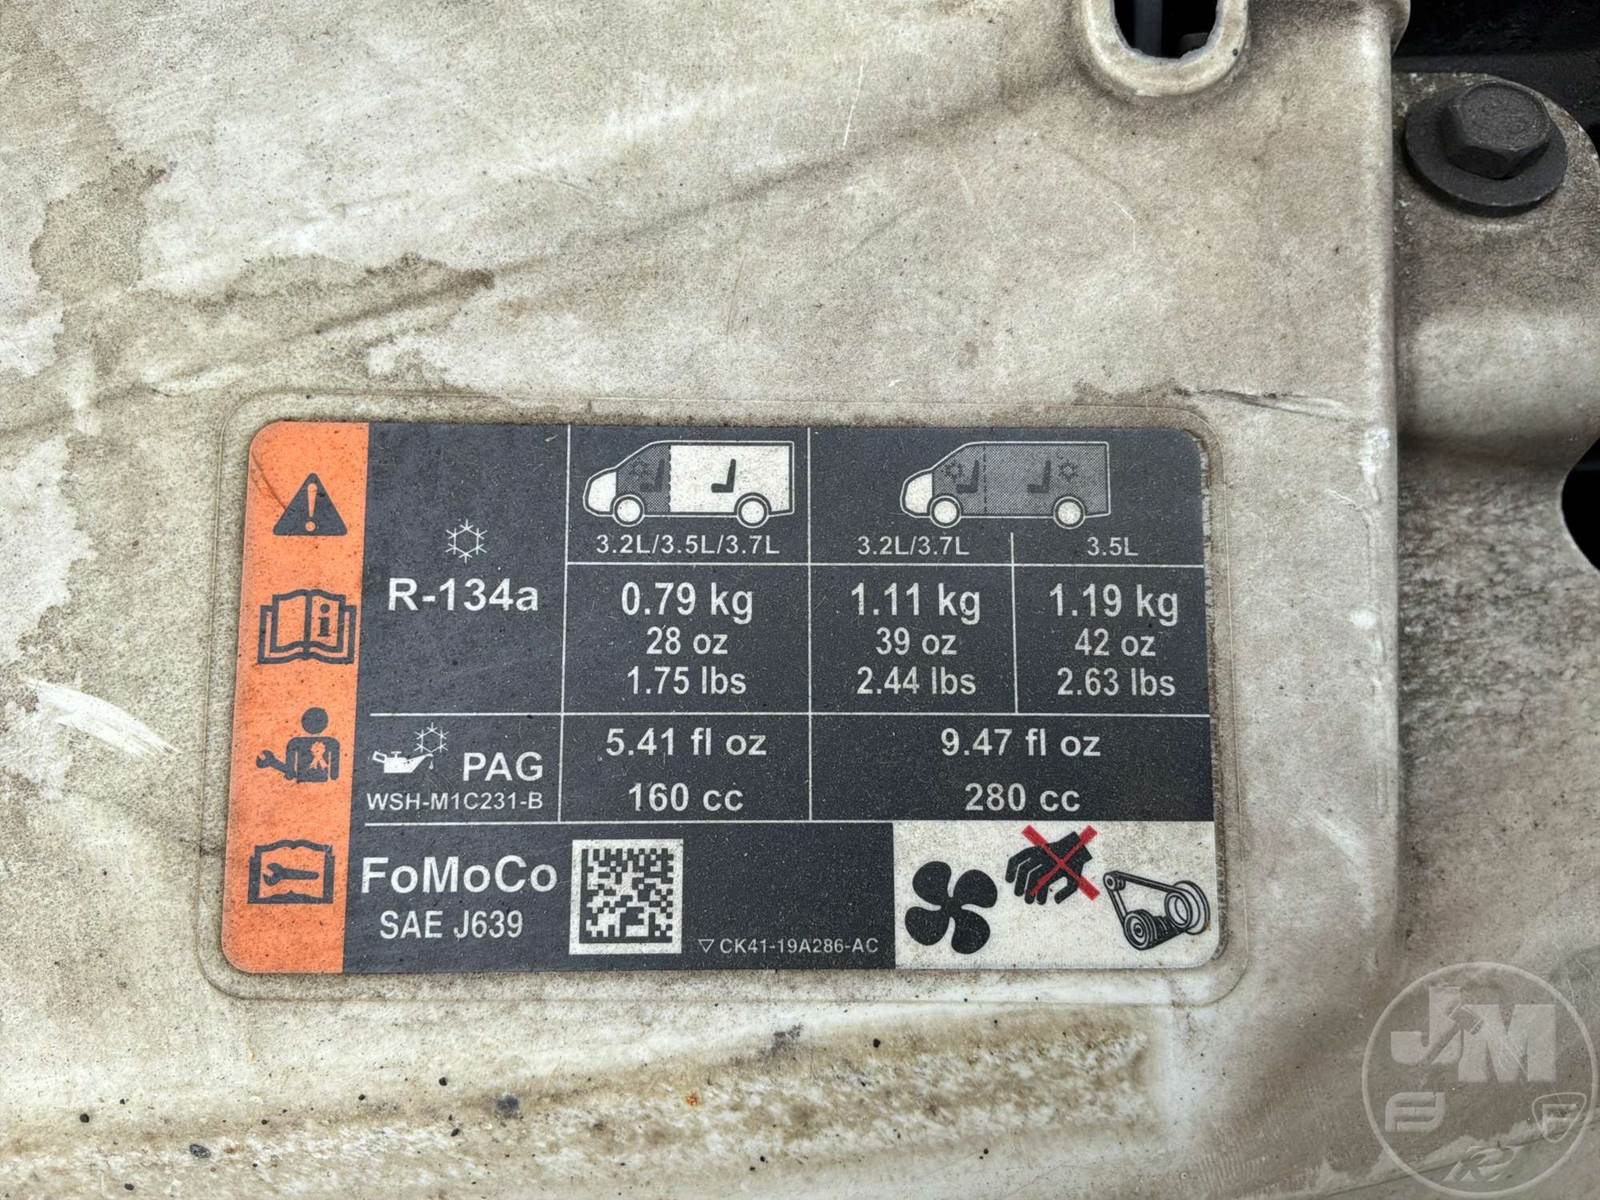 R-134a
3.2L/3.5L/3.7L
0.79 kg
28 oz
1.75 lbs
3.2L/3.7L
1.11 kg
39 oz
2.44 lbs
3.5L
1.19 kg
42 oz
2.63 lbs
PAG
WSH-M1C231-B
5.41 fl oz
160 cc
9.47 fl oz
280 cc
FoMoCo
SAE J639
CK41-19A286-AC
JM